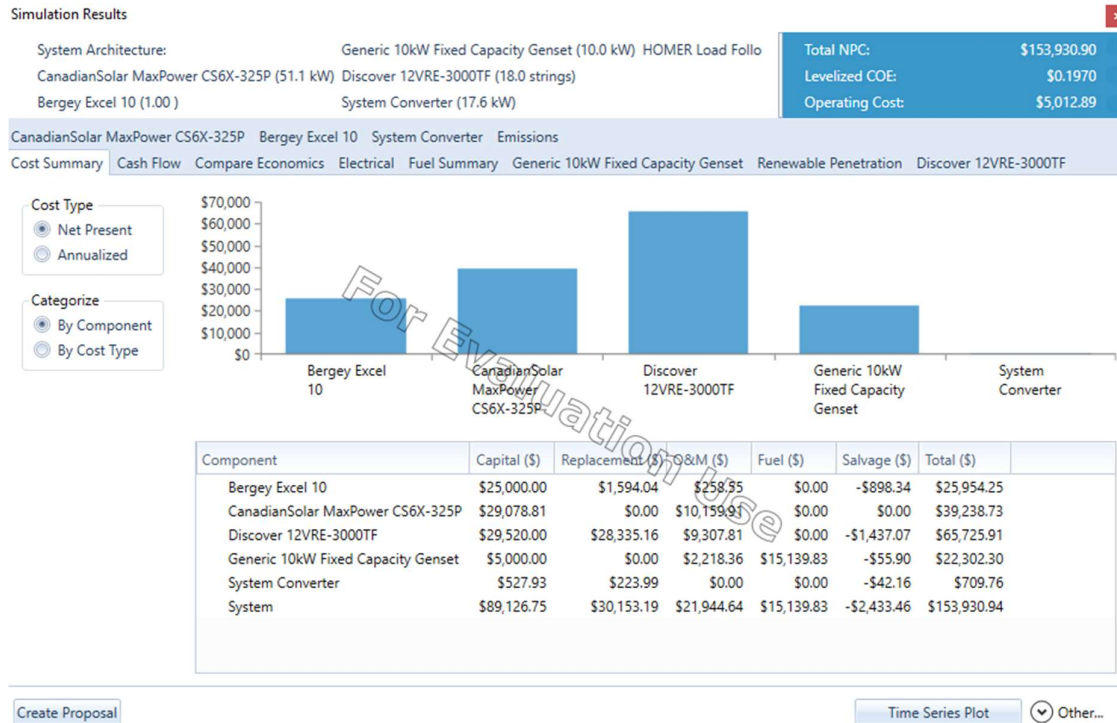 Simulation Results
System Architecture: Generic 10kW Fixed Capacity Genset (10.0 kW) HOMER Load Follo
CanadianSolar MaxPower CS6X-325P (51.1 kW) Discover 12VRE-3000TF (18.0 strings)
Bergey Excel 10 (1.00 ) System Converter (17.6 kW)
Total NPC: $153,930.90
Levelized COE: $0.1970
Operating Cost: $5,012.89
CanadianSolar MaxPower CS6X-325P Bergey Excel 10 System Converter Emissions
Cost Summary Cash Flow Compare Economics Electrical Fuel Summary Generic 10kW Fixed Capacity Genset Renewable Penetration Discover 12VRE-3000TF
Cost Type
Net Present
Annualized
Categorize
By Component
By Cost Type
$70,000
$60,000
$50,000
$40,000
$30,000
$20,000
$10,000
$0
Bergey Excel
10
CanadianSolar
MaxPower
CS6X-325P
Discover
12VRE-3000TF
Generic 10kW
Fixed Capacity
Genset
System
Converter
For Evaluation Use
Component Capital ($) Replacement ($) O&M ($) Fuel ($) Salvage ($) Total ($)
Bergey Excel 10 $25,000.00 $1,594.04 $258.55 $0.00 -$898.34 $25,954.25
CanadianSolar MaxPower CS6X-325P $29,078.81 $0.00 $10,159.91 $0.00 $0.00 $39,238.73
Discover 12VRE-3000TF $29,520.00 $28,335.16 $9,307.81 $0.00 -$1,437.07 $65,725.91
Generic 10kW Fixed Capacity Genset $5,000.00 $0.00 $2,218.36 $15,139.83 -$55.90 $22,302.30
System Converter $527.93 $223.99 $0.00 $0.00 -$42.16 $709.76
System $89,126.75 $30,153.19 $21,944.64 $15,139.83 -$2,433.46 $153,930.94
Create Proposal
Time Series Plot
Other...